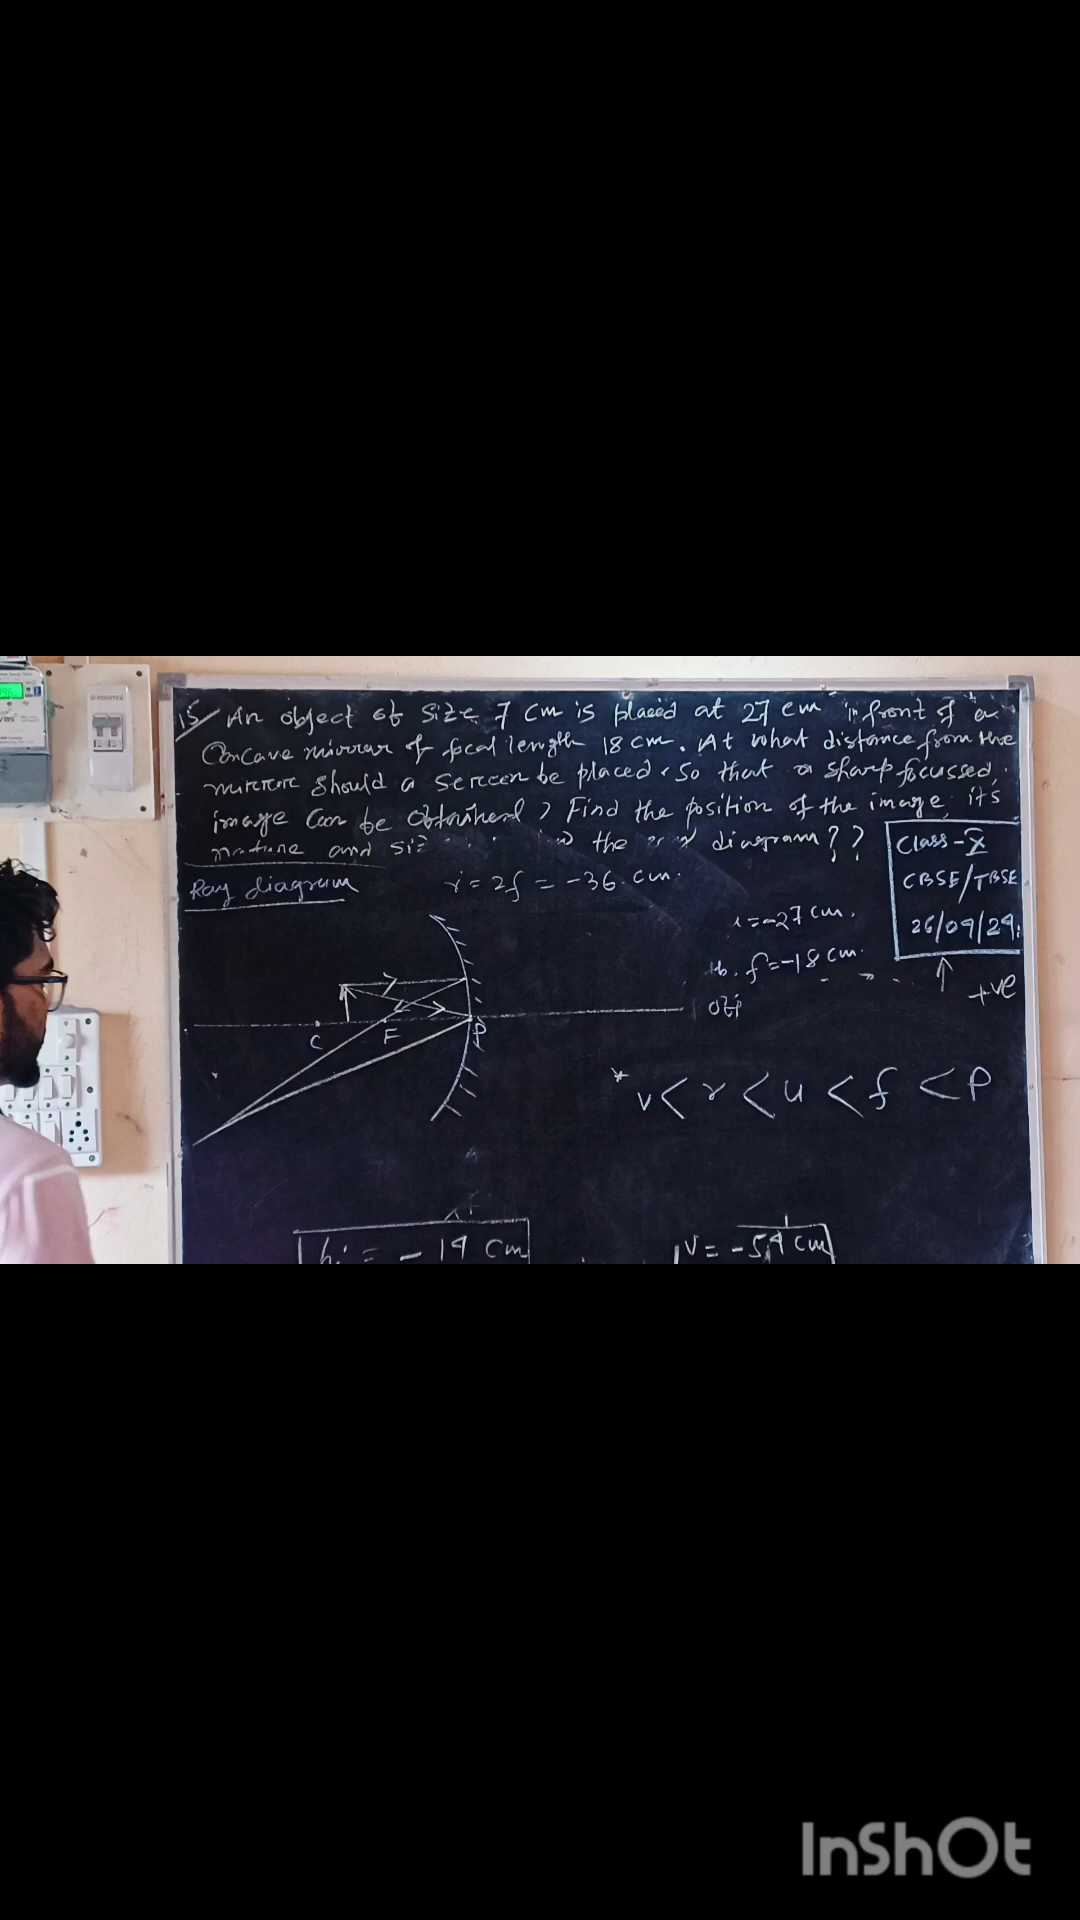 15 An object of size 7 cm is placed at 27 cm in front of a
Concave mirror of focal length 18 cm. At what distance from the
mirror should a screen be placed. So that a sharp focussed
image can be obtained? Find the position of the image, it's
nature and the diagram??
Class-X
CBSE/TBSE
26/09/24
+ve
Ray diagram
r = 2f = -36 cm.
= -27 cm.
f = -18 cm.
C
F
P
* v < r < u < f < P
hi = - 14 cm
v = -54 cm
InShOt